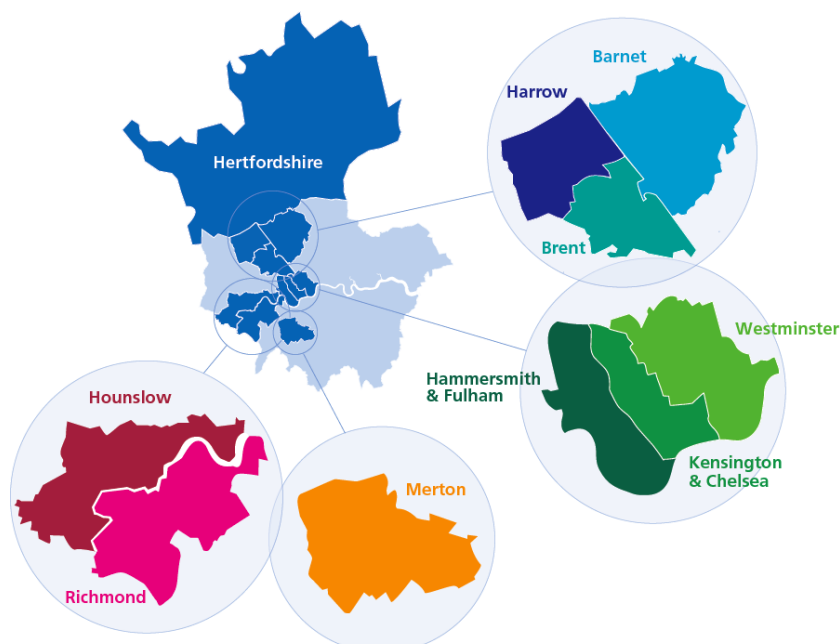 Barnet
Harrow
Hertfordshire
Brent
Westminster
Hammersmith
& Fulham
Hounslow
Kensington
& Chelsea
Merton
Richmond